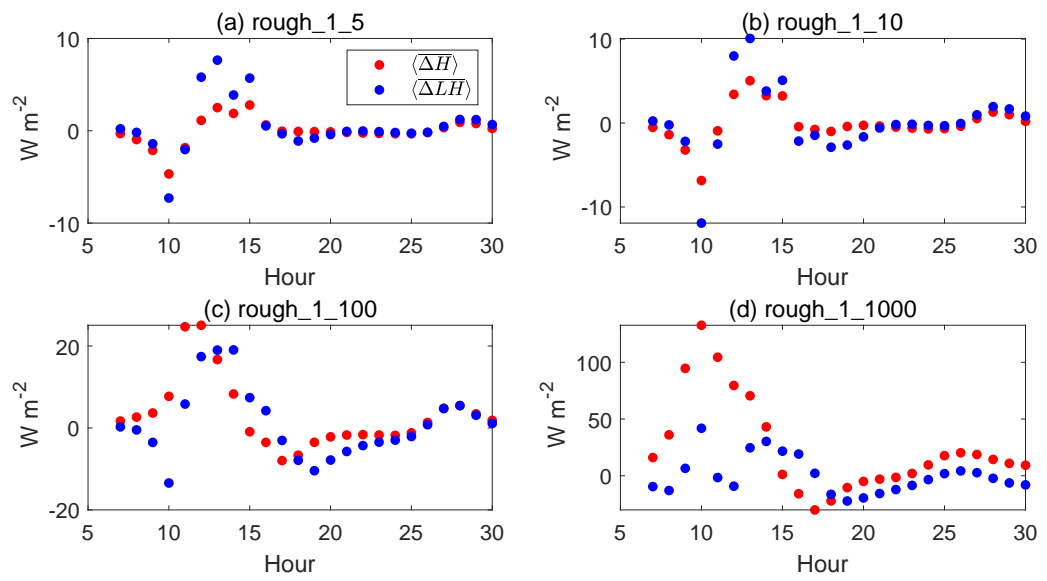 (a) rough_1_5
10
0
-10
W m-2
5 10 15 20 25 30
Hour
⟨ΔH̅⟩
⟨ΔLH̅⟩
(b) rough_1_10
10
0
-10
W m-2
5 10 15 20 25 30
Hour
(c) rough_1_100
20
0
-20
W m-2
5 10 15 20 25 30
Hour
(d) rough_1_1000
100
50
0
W m-2
5 10 15 20 25 30
Hour